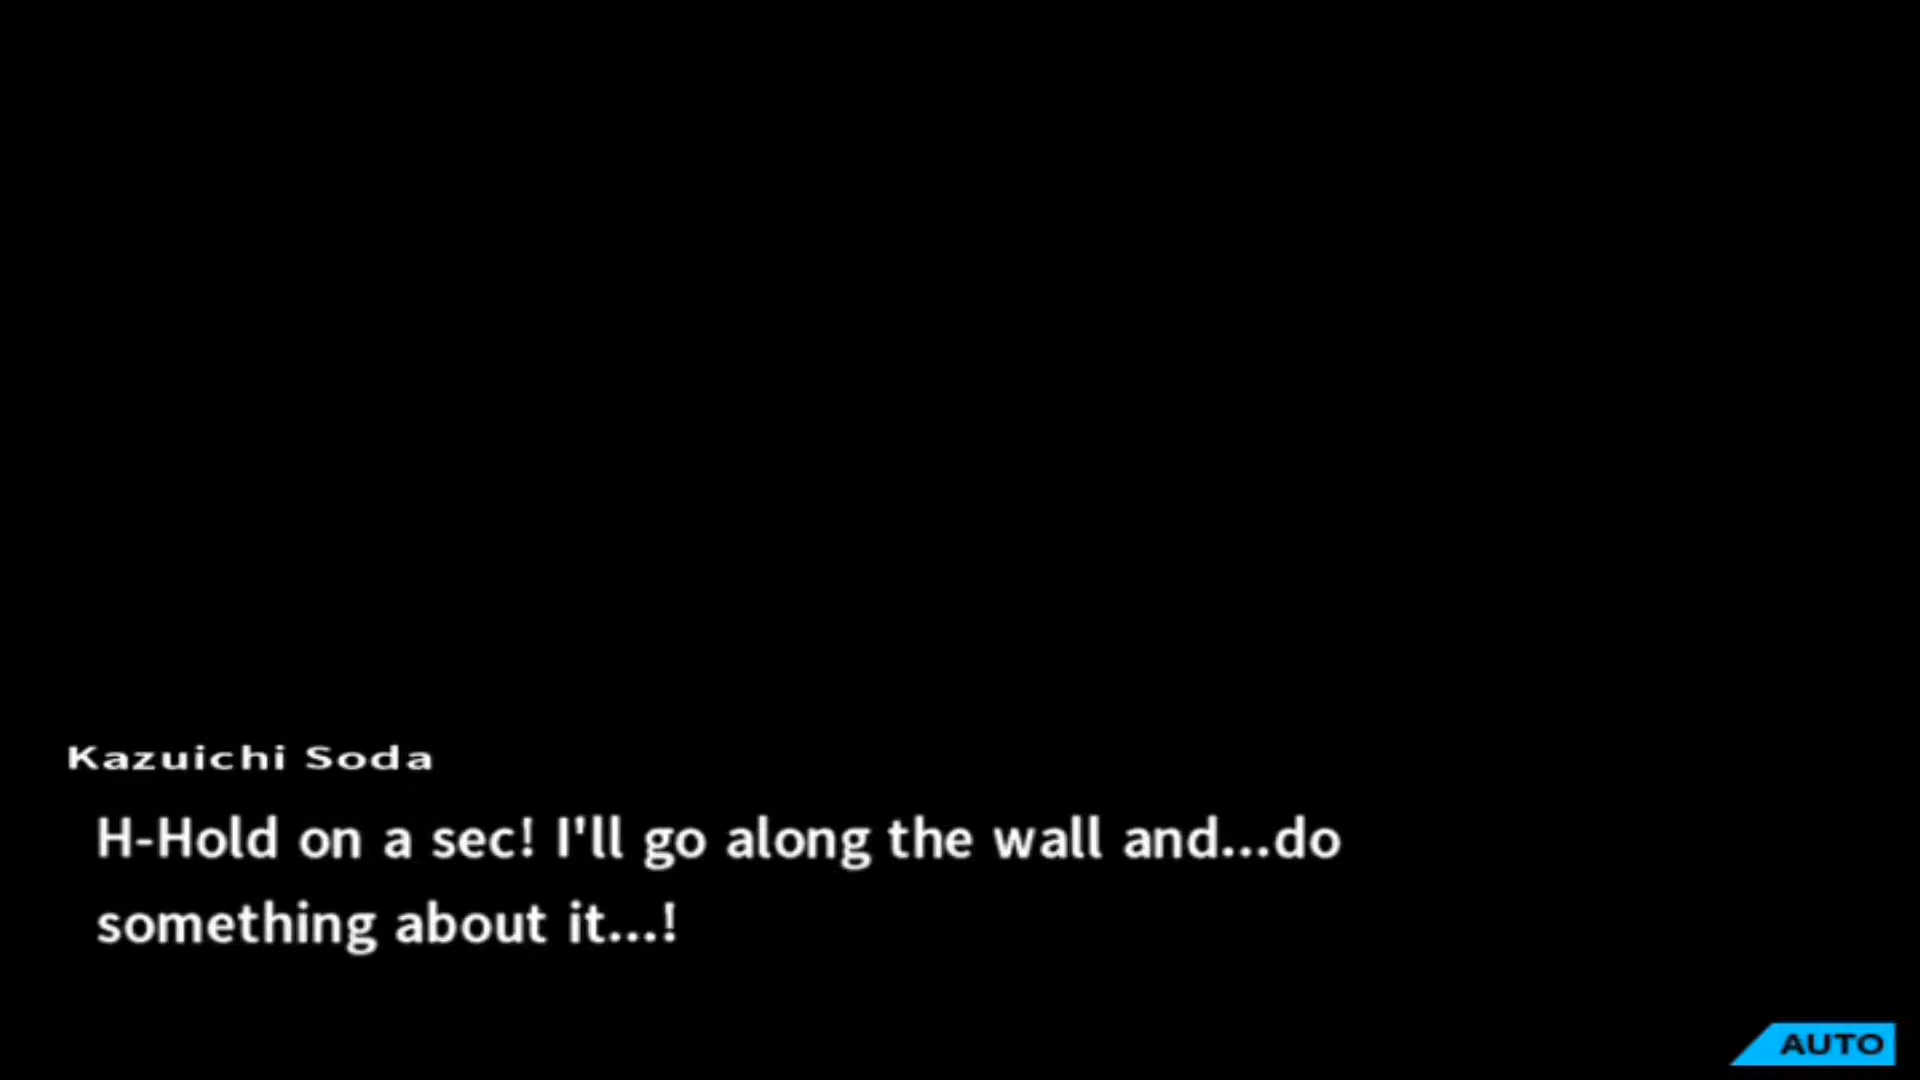 Kazuichi Soda
H-Hold on a sec! I'll go along the wall and...do
something about it...!
AUTO